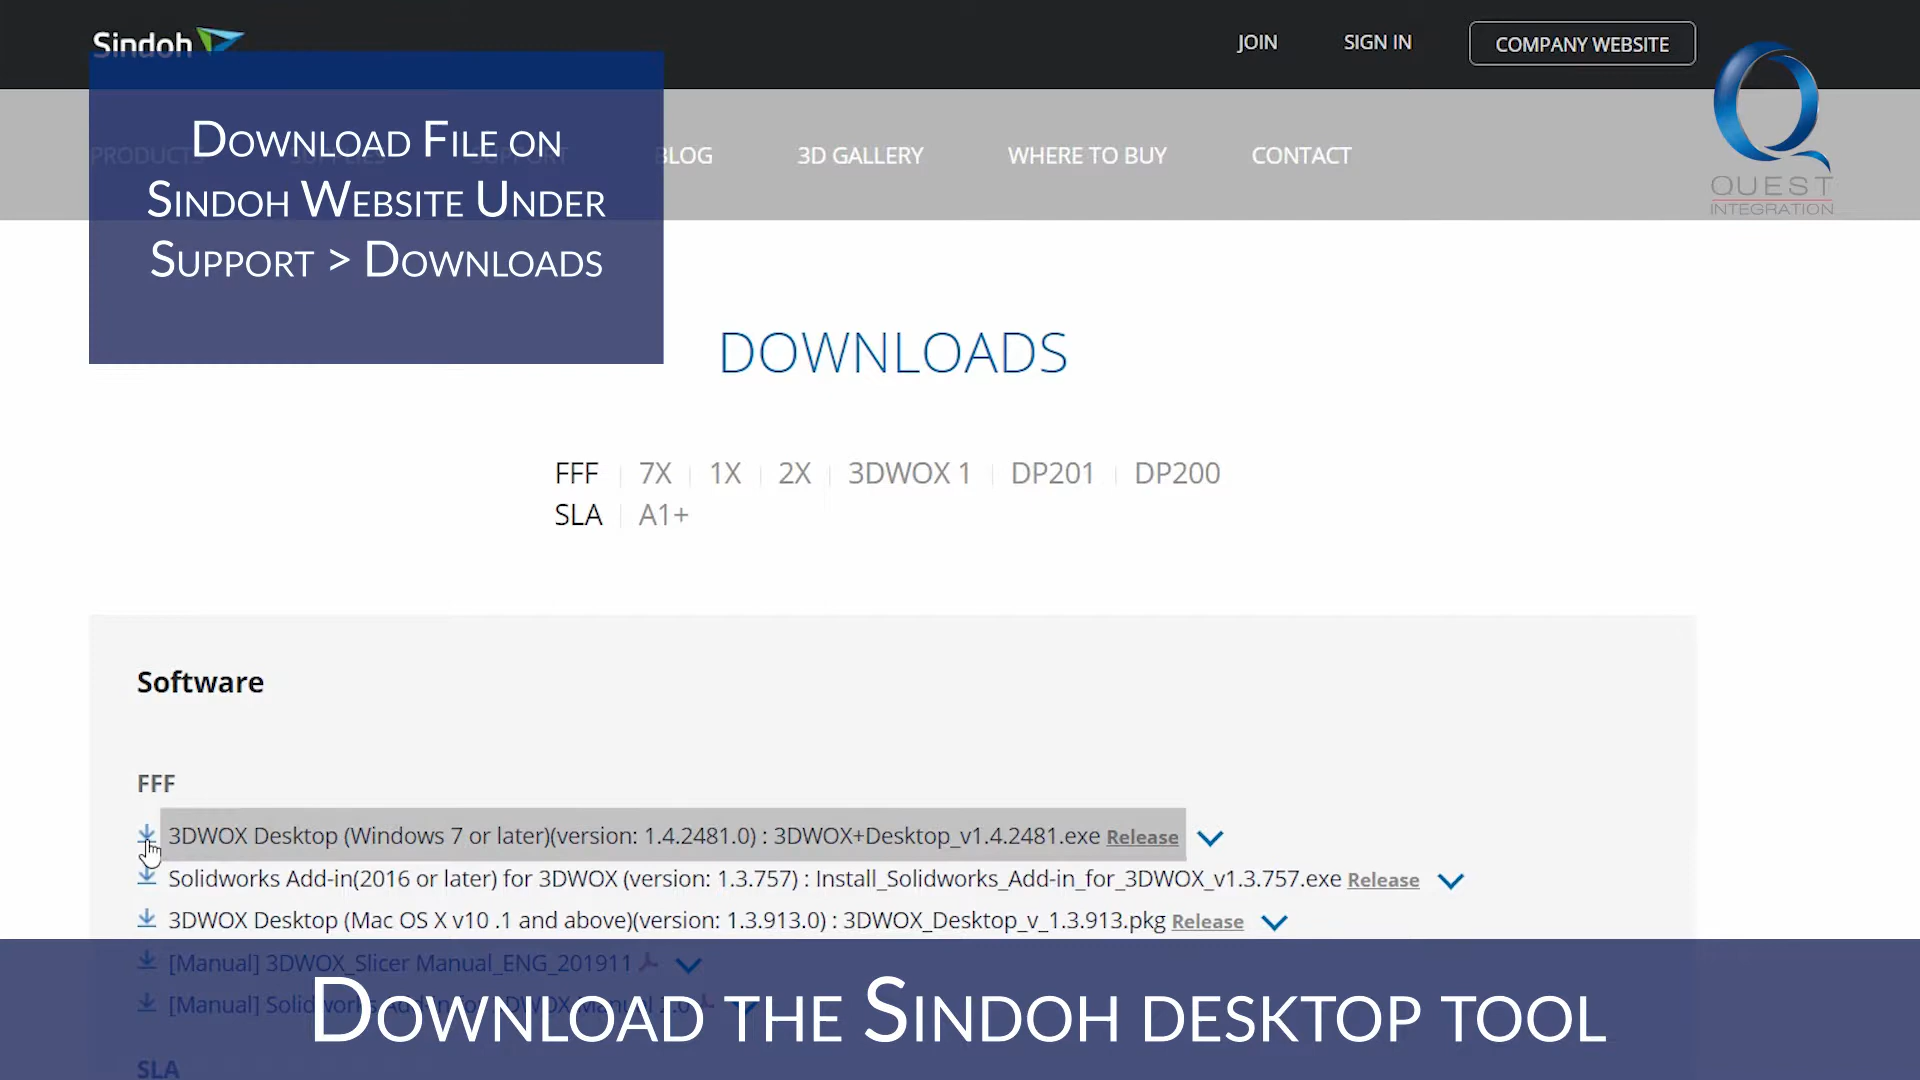 Sindoh
JOIN
SIGN IN
COMPANY WEBSITE
PRODUCTS
SUPPORT
BLOG
3D GALLERY
WHERE TO BUY
CONTACT
QUEST
INTEGRATION
Download File on
Sindoh Website Under
Support > Downloads
DOWNLOADS
FFF 7X 1X 2X 3DWOX 1 DP201 DP200
SLA A1+
Software
FFF
3DWOX Desktop (Windows 7 or later)(version: 1.4.2481.0) : 3DWOX+Desktop_v1.4.2481.exe Release
Solidworks Add-in(2016 or later) for 3DWOX (version: 1.3.757) : Install_Solidworks_Add-in_for_3DWOX_v1.3.757.exe Release
3DWOX Desktop (Mac OS X v10 .1 and above)(version: 1.3.913.0) : 3DWOX_Desktop_v_1.3.913.pkg Release
[Manual] 3DWOX_Slicer Manual_ENG_201911
[Manual] Solidworks
Download the Sindoh desktop tool
SLA